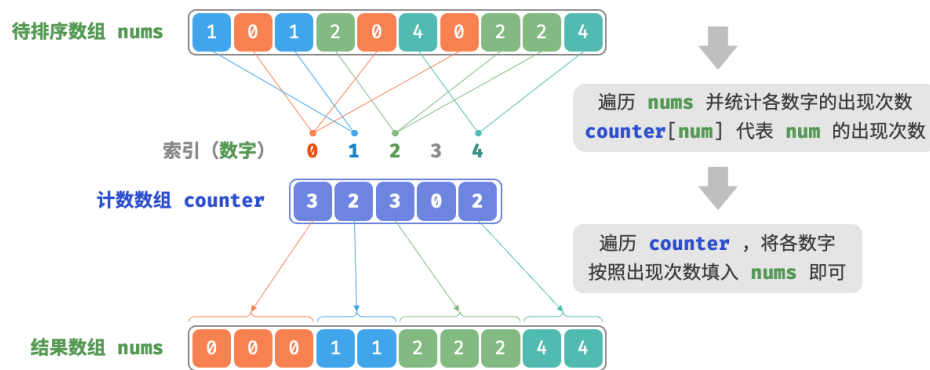 待排序数组 nums
1 0 1 2 0 4 0 2 2 4
遍历 nums 并统计各数字的出现次数
counter[num] 代表 num 的出现次数
索引（数字） 0 1 2 3 4
计数数组 counter
3 2 3 0 2
遍历 counter ，将各数字
按照出现次数填入 nums 即可
结果数组 nums
0 0 0 1 1 2 2 2 4 4